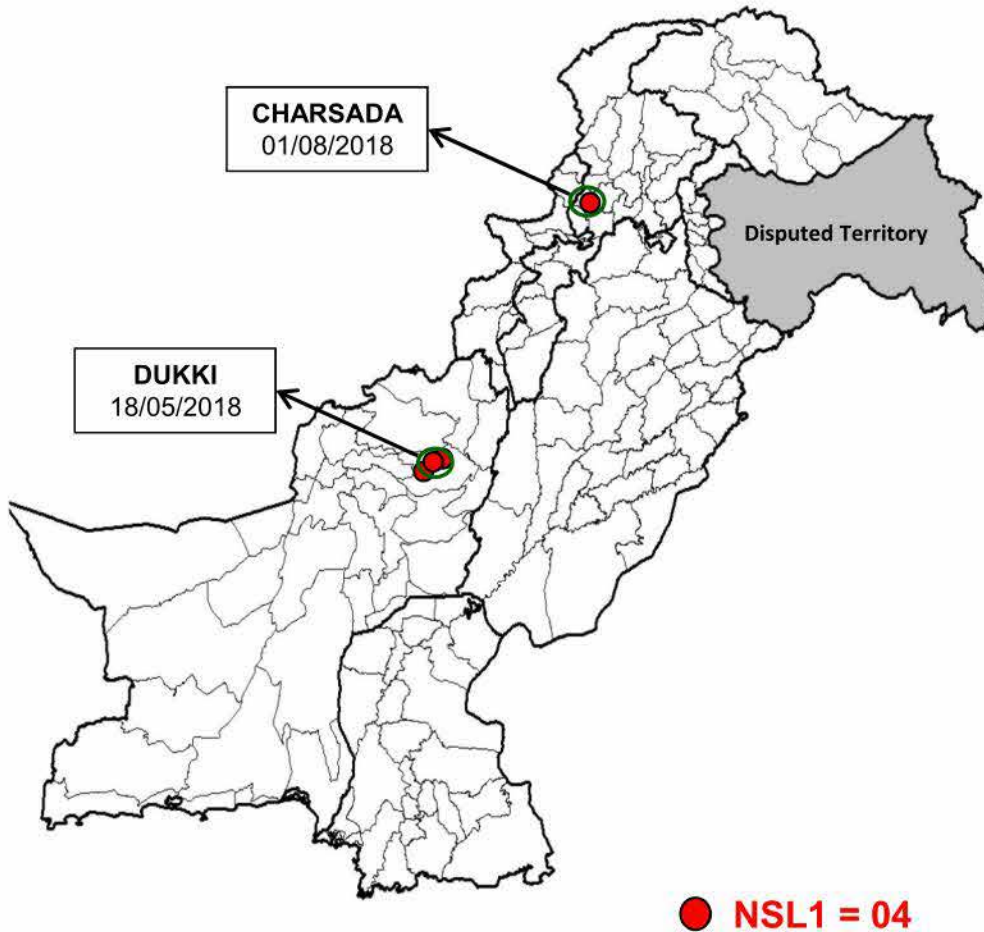 CHARSADA
01/08/2018
Disputed Territory
DUKKI
18/05/2018
NSL1 = 04